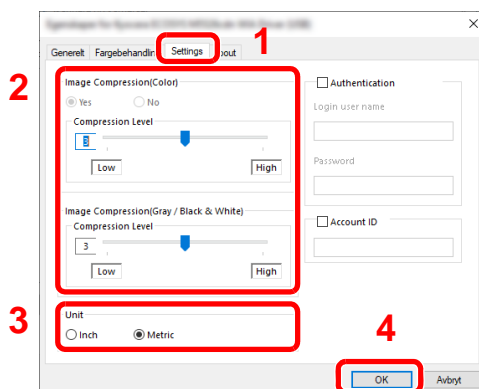 1
Generelt Fargebehandling Settings
2
Image Compression(Color)
Yes No
Compression Level
3
Low High
Image Compression(Gray / Black & White)
Compression Level
3
Low High
Authentication
Login user name
Password
Account ID
3
Unit
Inch Metric
4
OK Avbryt